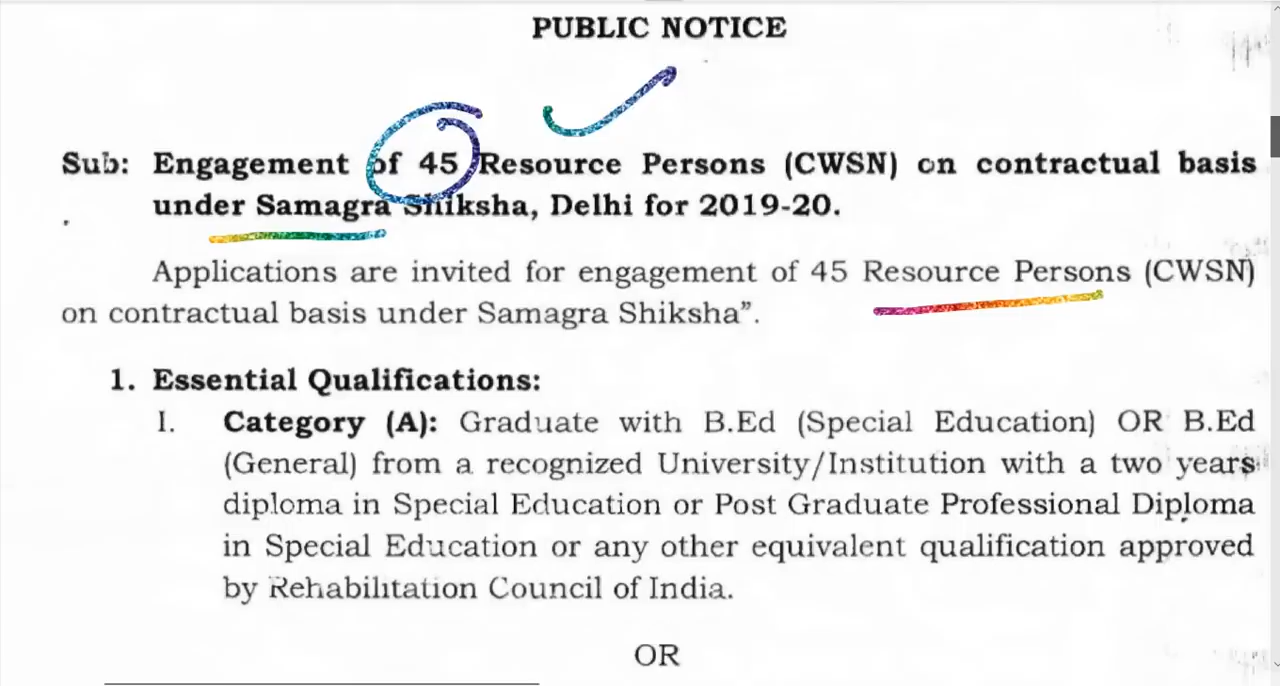 PUBLIC NOTICE
Sub: Engagement of 45 Resource Persons (CWSN) on contractual basis
under Samagra Shiksha, Delhi for 2019-20.
Applications are invited for engagement of 45 Resource Persons (CWSN)
on contractual basis under Samagra Shiksha”.
1. Essential Qualifications:
I. Category (A): Graduate with B.Ed (Special Education) OR B.Ed
(General) from a recognized University/Institution with a two years
diploma in Special Education or Post Graduate Professional Diploma
in Special Education or any other equivalent qualification approved
by Rehabilitation Council of India.
OR